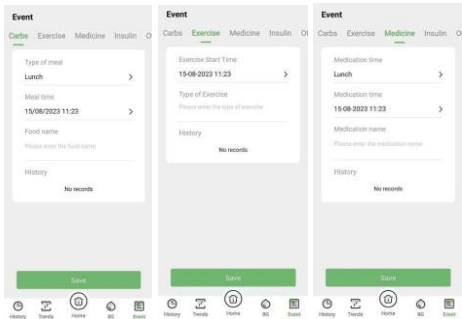 Event
Carbs Exercise Medicine Insulin O
Type of meal
Lunch
Meal time
15/08/2023 11:23
Food name
Please enter the food name
History
No records
Save
History Trends Home BG Event
Event
Carbs Exercise Medicine Insulin Ot
Exercise Start Time
15-08-2023 11:23
Type of Exercise
Please enter the type of exercise
History
No records
Save
History Trends Home BG Event
Event
Carbs Exercise Medicine Insulin O
Medication time
Lunch
Medication time
15-08-2023 11:23
Medication name
Please enter the medication name
History
No records
Save
History Trends Home BG Event